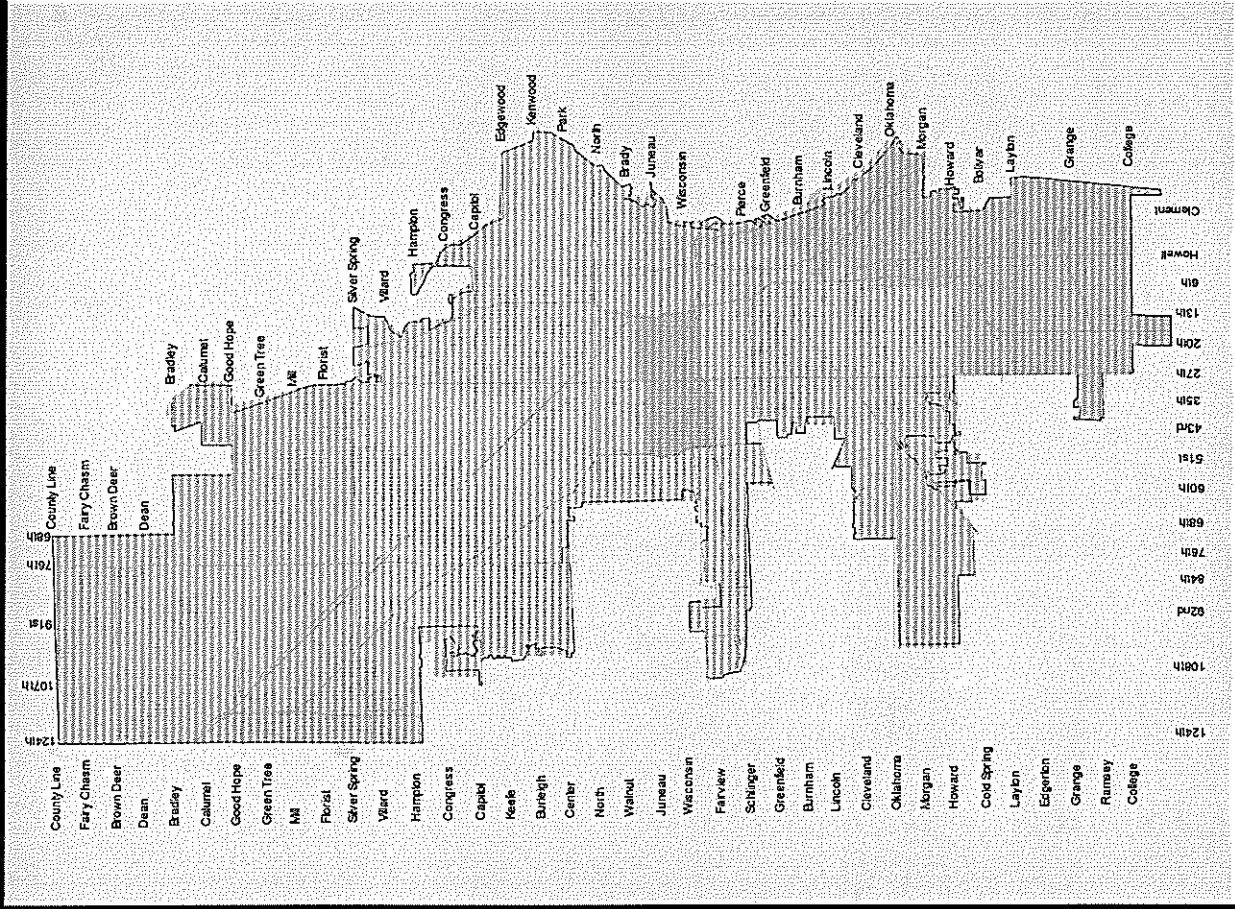 County Line
Fairy Chasm
Brown Deer
Dean
Bradley
Calumet
Good Hope
Green Tree
Mill
Florist
Silver Spring
Villard
Hampton
Congress
Capitol
Edgewood
Kenwood
Park
North
Brady
Juneau
Wisconsin
Pierce
Greenfield
Burnham
Lincoln
Cleveland
Oklahoma
Morgan
Howard
Bolivar
Layton
Grange
College
124th
107th
91st
76th
68th
County Line
Fairy Chasm
Brown Deer
Dean
Bradley
Calumet
Good Hope
Green Tree
Mill
Florist
Silver Spring
Villard
Hampton
Congress
Capitol
Keefe
Burleigh
Center
North
Walnut
Juneau
Wisconsin
Fairview
Schlinger
Greenfield
Burnham
Lincoln
Cleveland
Oklahoma
Morgan
Howard
Cold Spring
Layton
Edgerton
Grange
Ramsey
College
124th
108th
92nd
84th
76th
68th
60th
51st
43rd
35th
27th
20th
13th
6th
Howell
Clement